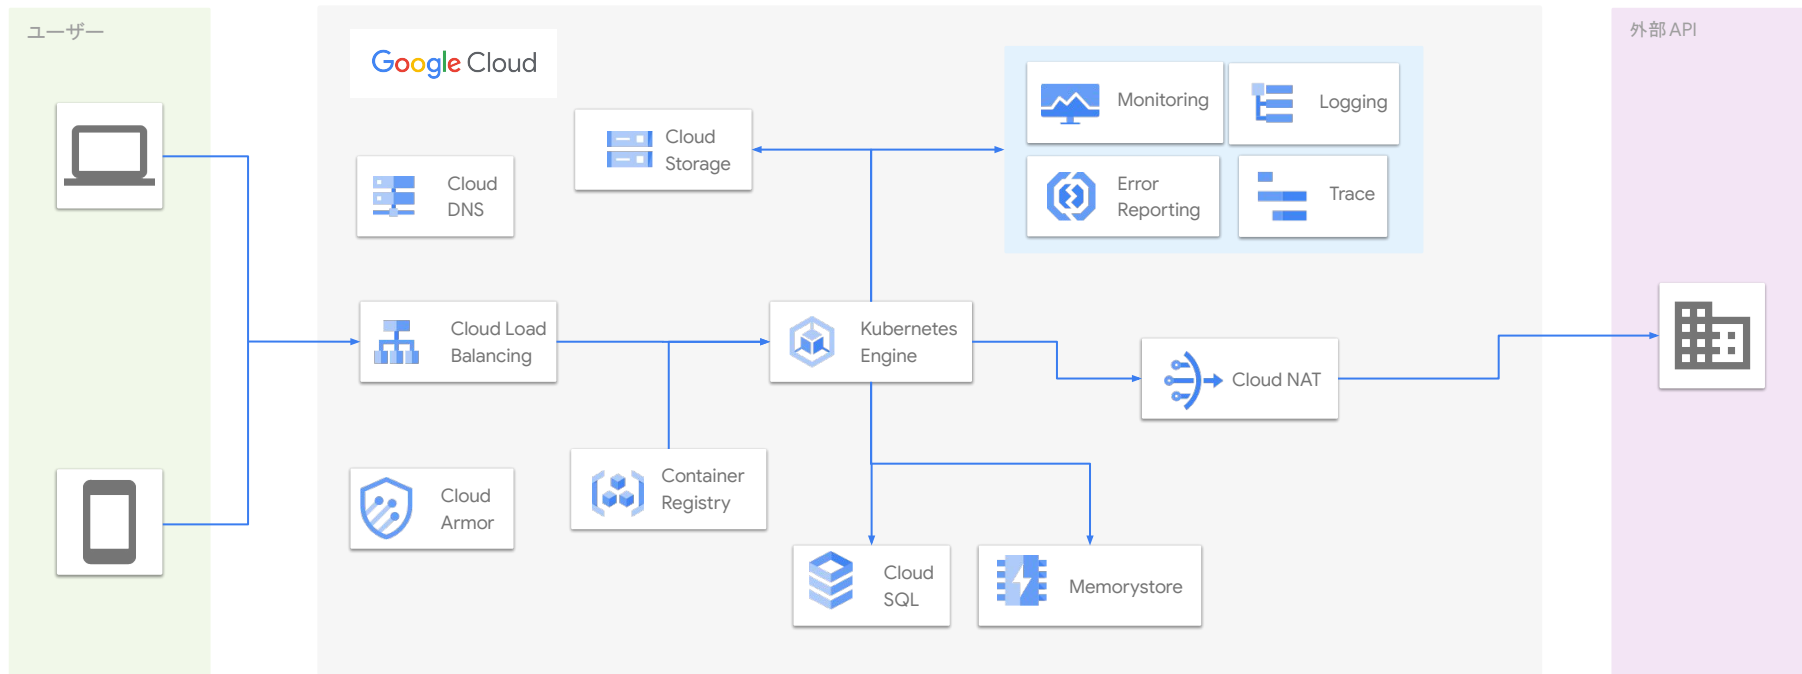 ユーザー
Google Cloud
外部API
Monitoring
Logging
Cloud
Storage
Error
Reporting
Trace
Cloud
DNS
Cloud Load
Balancing
Kubernetes
Engine
Cloud NAT
Container
Registry
Cloud
Armor
Cloud
SQL
Memorystore